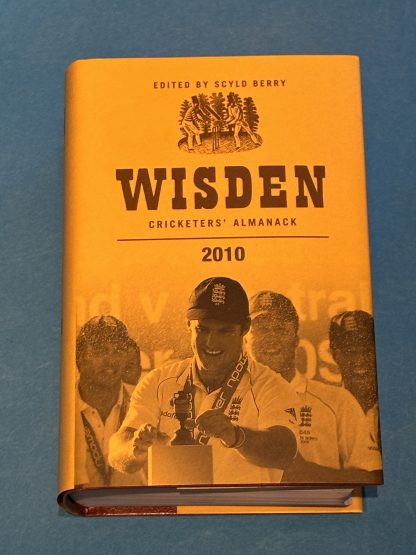 EDITED BY SCYLD BERRY
WISDEN
CRICKETERS' ALMANACK
2010